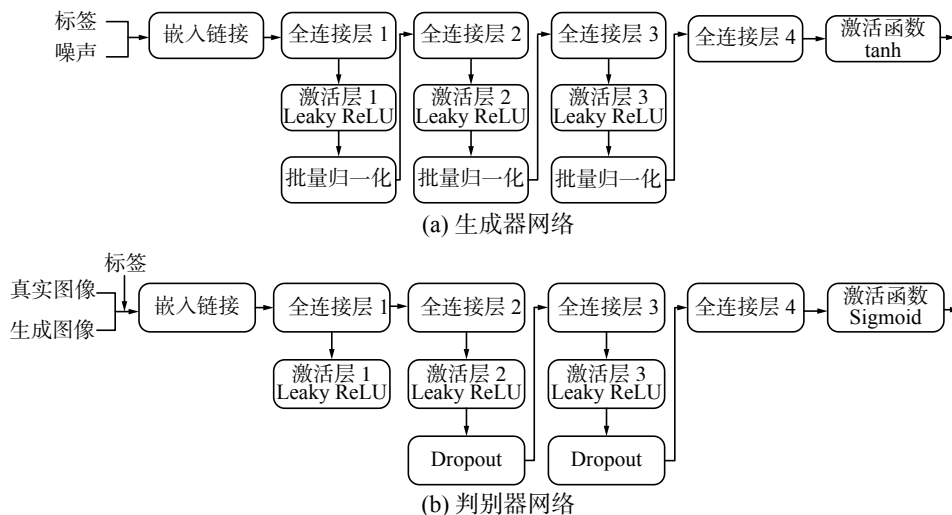 标签
噪声
嵌入链接
全连接层 1
全连接层 2
全连接层 3
全连接层 4
激活函数
tanh
激活层 1
Leaky ReLU
激活层 2
Leaky ReLU
激活层 3
Leaky ReLU
批量归一化
批量归一化
批量归一化
(a) 生成器网络
标签
真实图像
生成图像
嵌入链接
全连接层 1
全连接层 2
全连接层 3
全连接层 4
激活函数
Sigmoid
激活层 1
Leaky ReLU
激活层 2
Leaky ReLU
激活层 3
Leaky ReLU
Dropout
Dropout
(b) 判别器网络